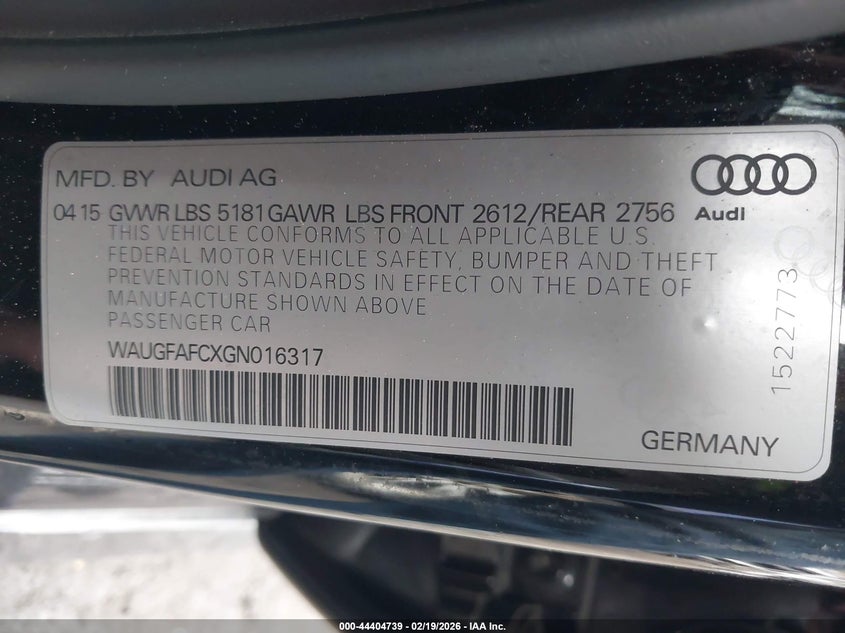 MFD. BY AUDI AG
Audi
04 15 GVWR LBS 5181 GAWR LBS FRONT 2612/REAR 2756
THIS VEHICLE CONFORMS TO ALL APPLICABLE U.S.
FEDERAL MOTOR VEHICLE SAFETY, BUMPER AND THEFT
PREVENTION STANDARDS IN EFFECT ON THE DATE OF
MANUFACTURE SHOWN ABOVE
PASSENGER CAR
WAUGFAFCXGN016317
1522773
GERMANY
000 -44404739 - 02/19/2026 - IAA Inc.